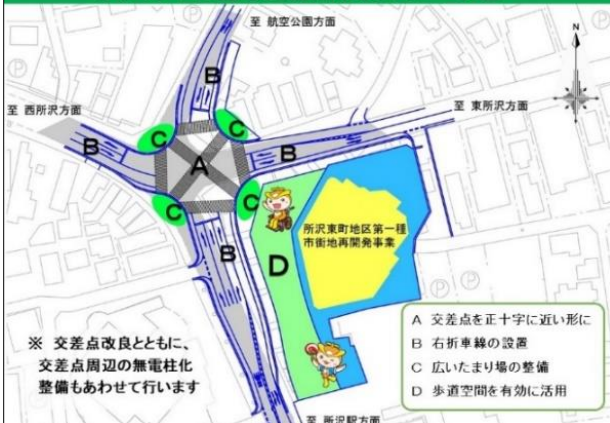 至 航空公園方面
N
B
至 西所沢方面
至 東所沢方面
C
C
B
A
B
C
C
B
所沢東町地区第一種
市街地再開発事業
D
※ 交差点改良とともに、
交差点周辺の無電柱化
整備もあわせて行います
A 交差点を正十字に近い形に
B 右折車線の設置
C 広いたまり場の整備
D 歩道空間を有効に活用
至 所沢駅方面